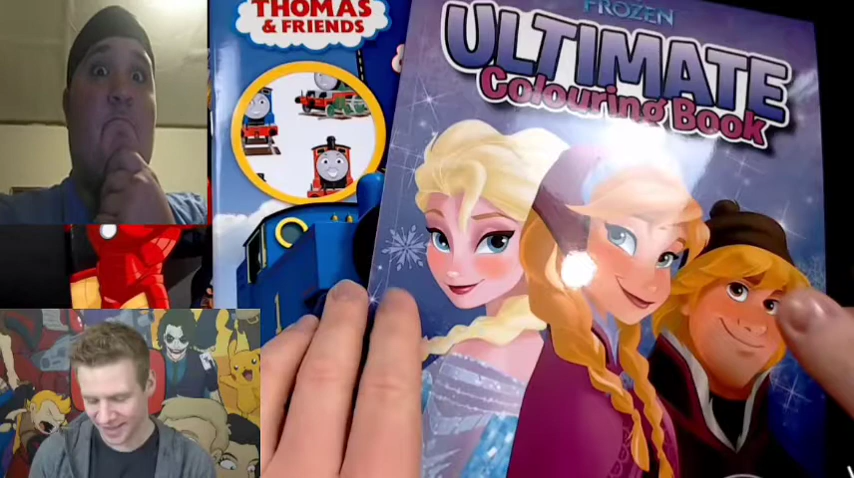 THOMAS
& FRIENDS
FROZEN
ULTIMATE
Colouring Book